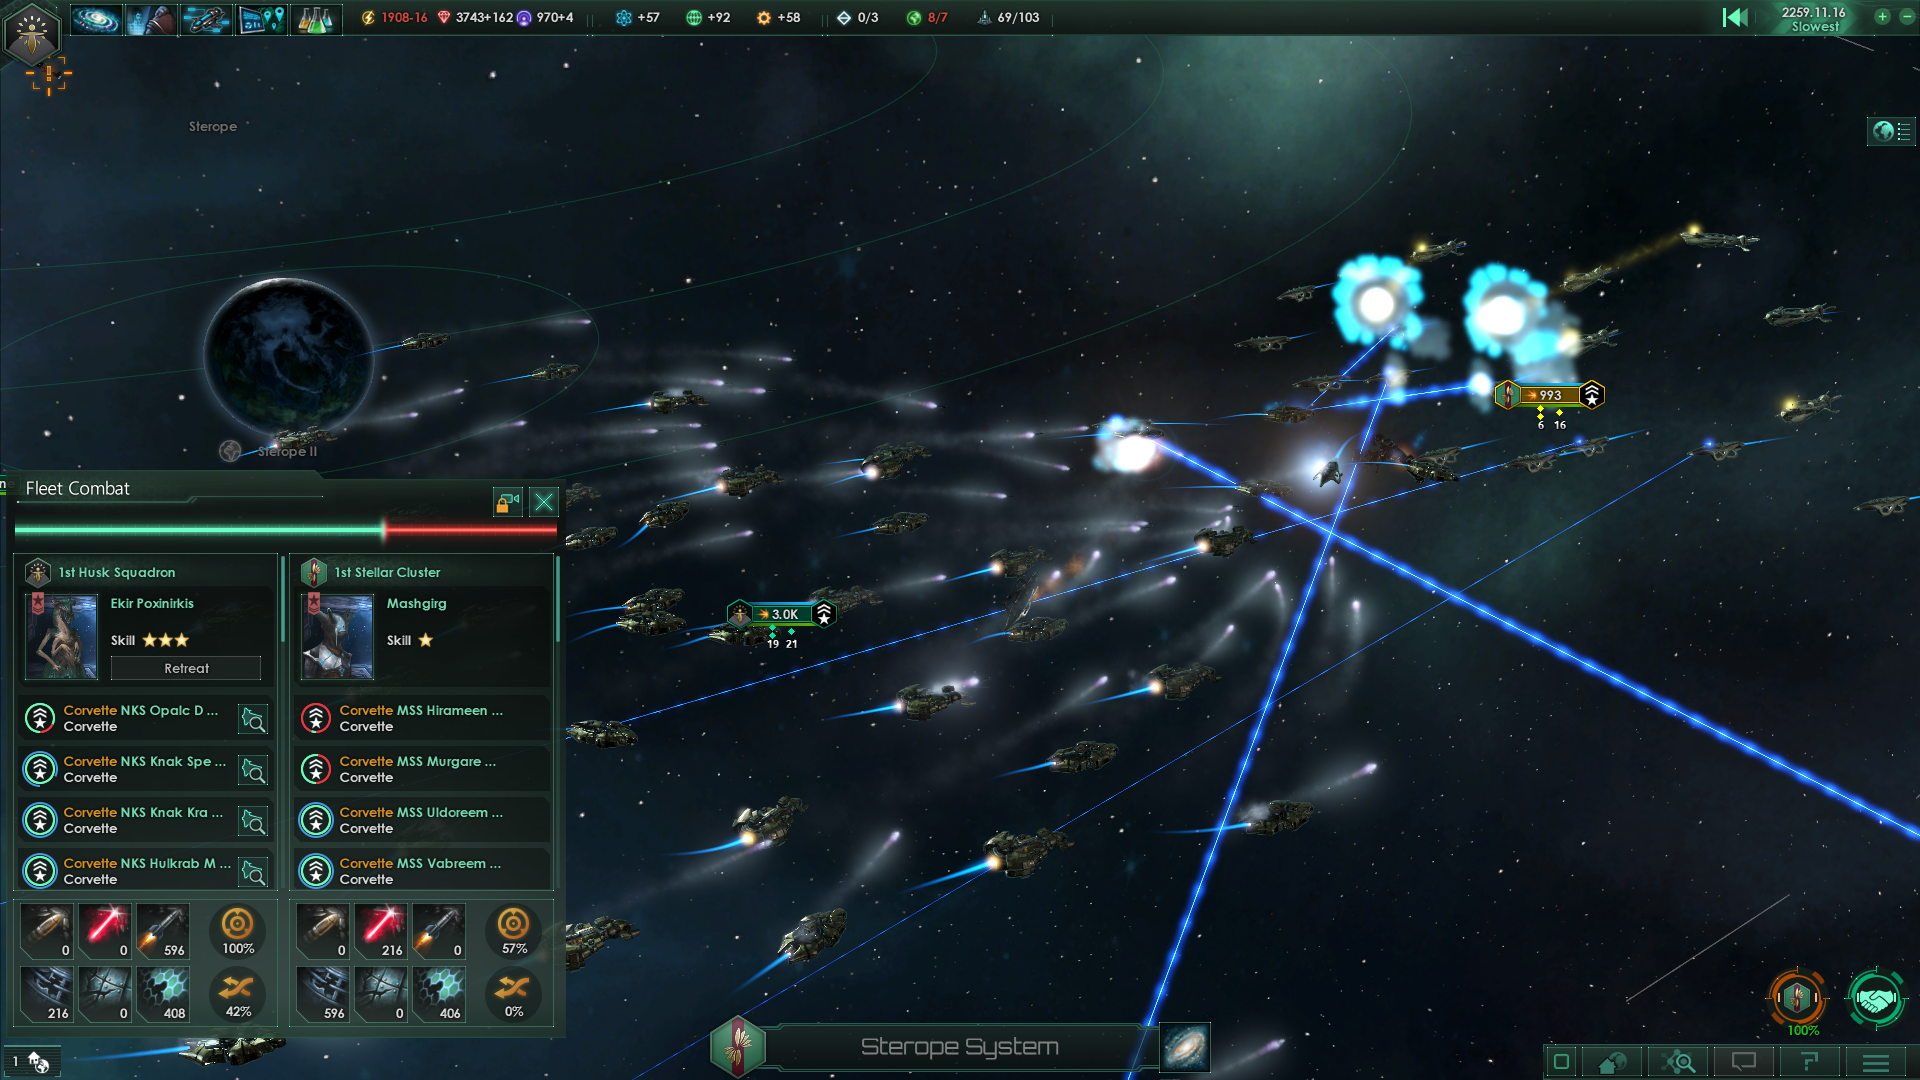 1908-16 3743+162 970+4 +57 +92 +58 0/3 8/7 69/103
2259.11.16
Slowest
Sterope
Sterope II
993
6 16
3.0K
19 21
Fleet Combat
1st Husk Squadron
Ekir Poxinirkis
Skill
Retreat
Corvette NKS Opalc D ...
Corvette
Corvette NKS Knak Spe ...
Corvette
Corvette NKS Knak Kra ...
Corvette
Corvette NKS Hulkrab M ...
Corvette
0 0 596 100%
216 0 408 42%
1st Stellar Cluster
Mashgirg
Skill
Corvette MSS Hirameen ...
Corvette
Corvette MSS Murgare ...
Corvette
Corvette MSS Uldoreem ...
Corvette
Corvette MSS Vabreem ...
Corvette
0 216 0 57%
596 0 406 0%
1
Sterope System
100%
?